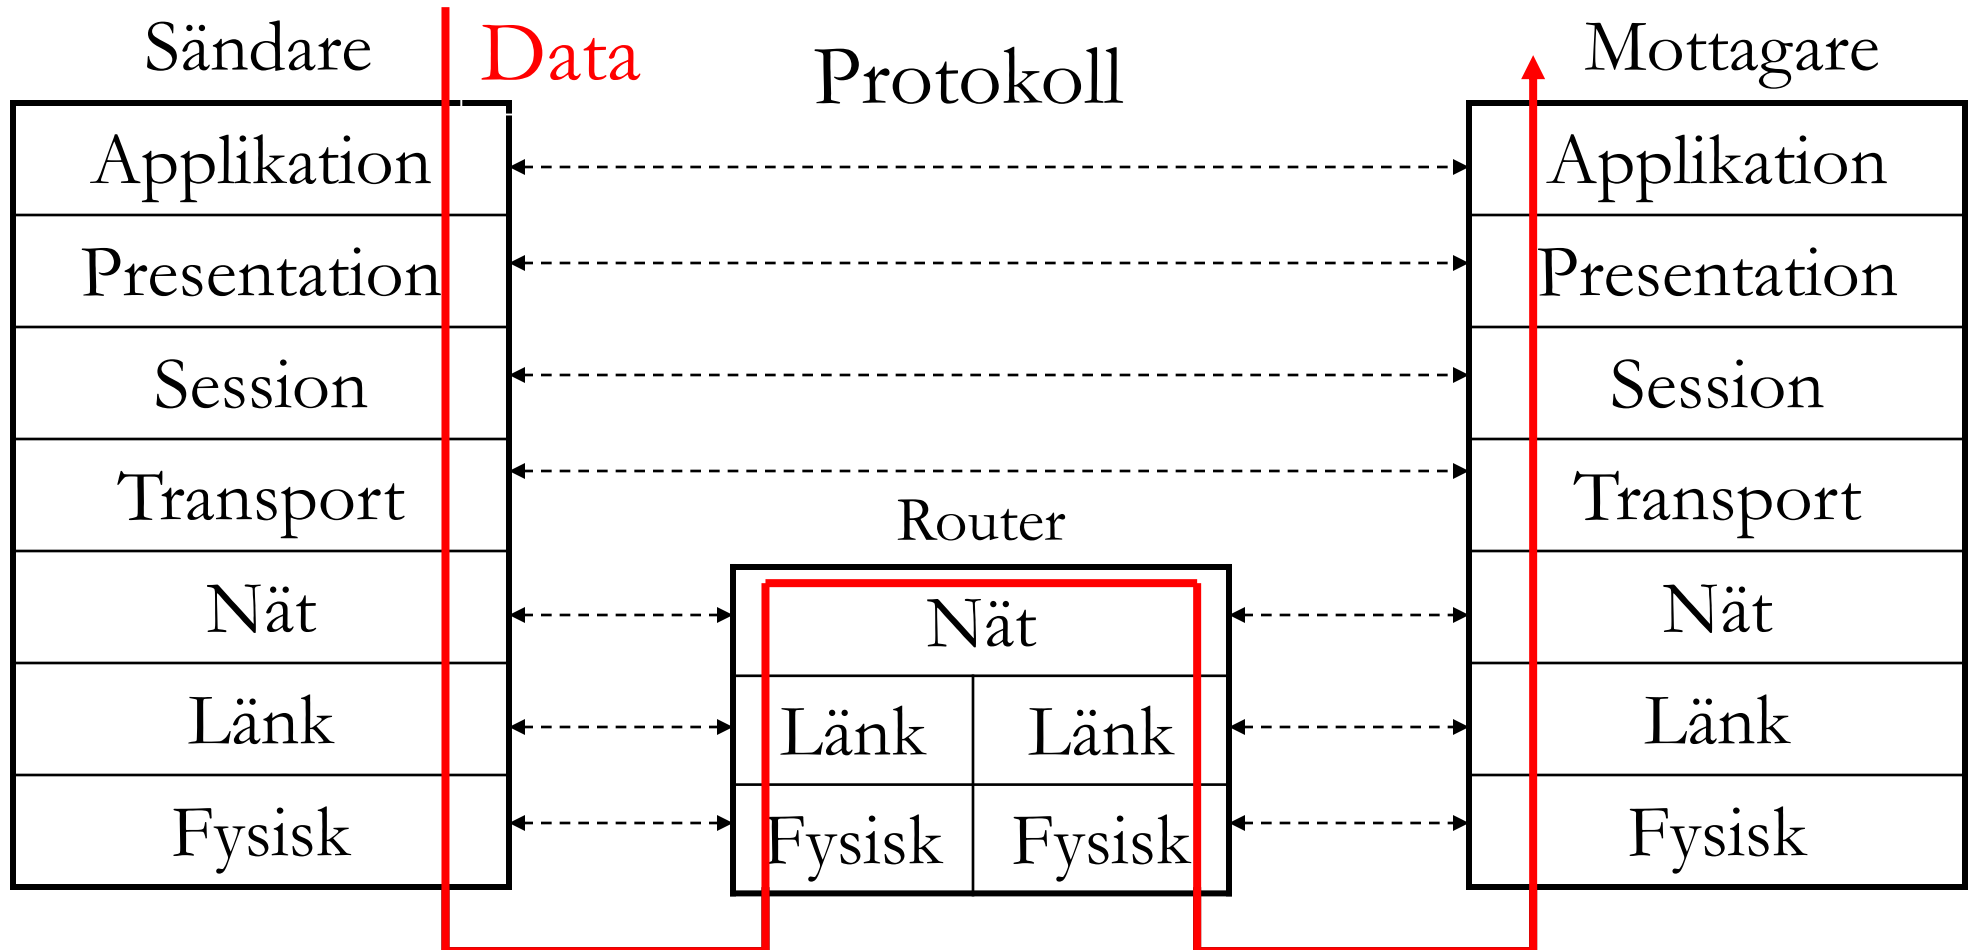 Sändare
Data
Protokoll
Mottagare
Applikation
Presentation
Session
Transport
Nät
Länk
Fysisk
Router
Nät
Länk Länk
Fysisk Fysisk
Applikation
Presentation
Session
Transport
Nät
Länk
Fysisk